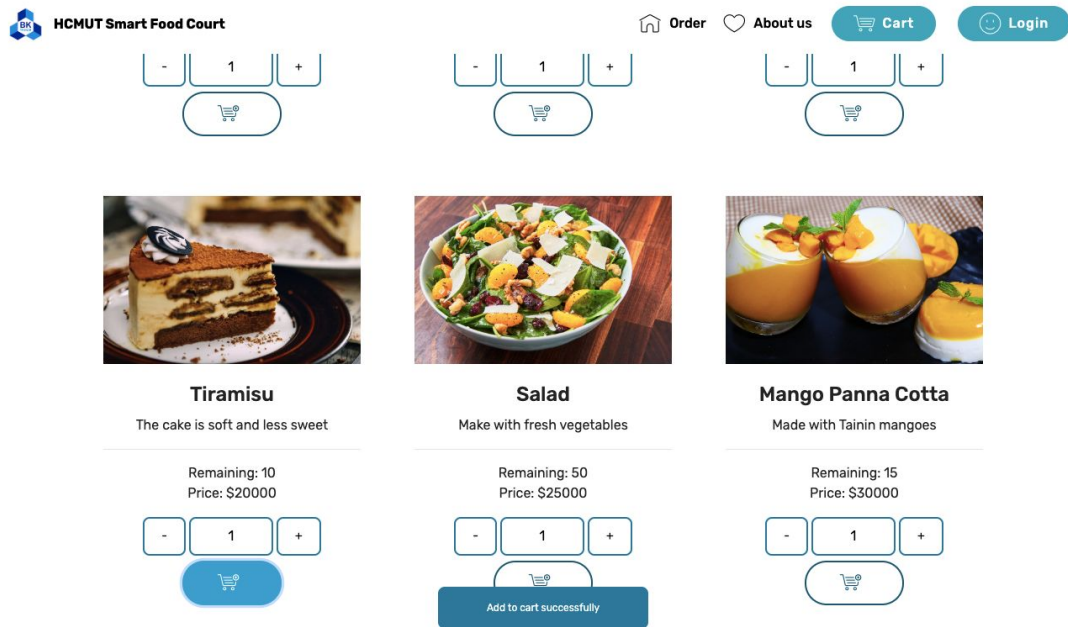 BK
HCMUT Smart Food Court
Order
About us
Cart
Login
- 1 +
- 1 +
- 1 +
Tiramisu
Salad
Mango Panna Cotta
The cake is soft and less sweet
Make with fresh vegetables
Made with Tainin mangoes
Remaining: 10
Price: $20000
Remaining: 50
Price: $25000
Remaining: 15
Price: $30000
- 1 +
- 1 +
- 1 +
Add to cart successfully